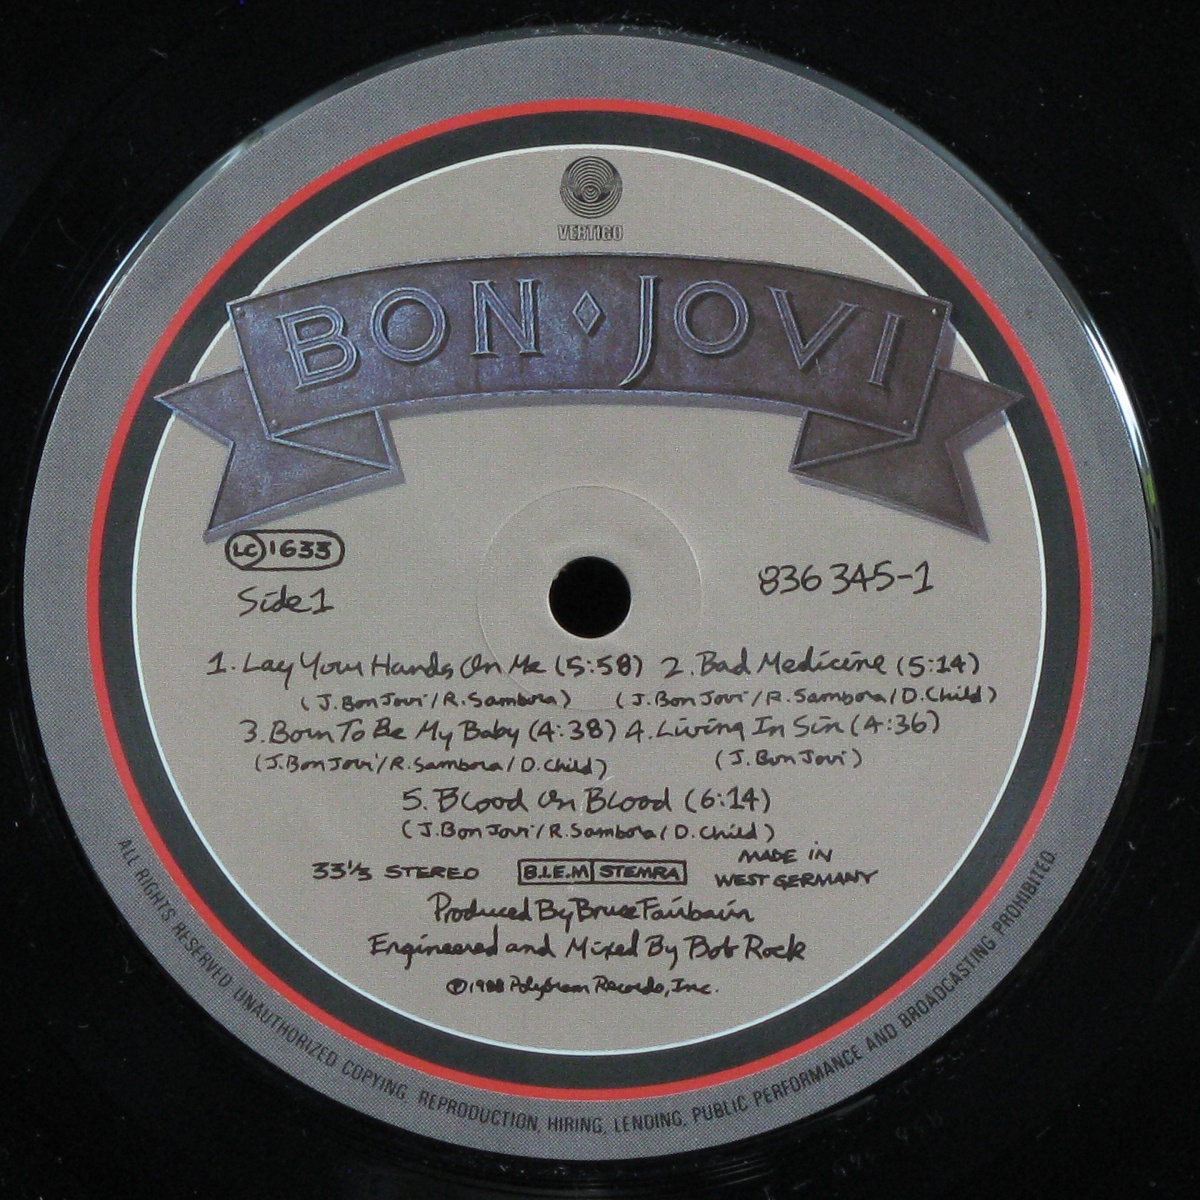 VERTIGO
BON ◊ JOVI
LC 1633
Side 1
836 345-1
1. Lay Your Hands On Me (5:58) 2. Bad Medicine (5:14)
(J. Bon Jovi/R. Sambora) (J. Bon Jovi/R. Sambora/D. Child)
3. Born To Be My Baby (4:38) 4. Living In Sin (4:36)
(J. Bon Jovi/R. Sambora/D. Child) (J. Bon Jovi)
5. Blood On Blood (6:14)
(J. Bon Jovi/R. Sambora/D. Child)
33⅓ STEREO B.I.E.M STEMRA MADE IN
WEST GERMANY
Produced By Bruce Fairbairn
Engineered and Mixed By Bob Rock
Ⓟ1988 PolyGram Records, Inc.
ALL RIGHTS RESERVED UNAUTHORIZED COPYING, REPRODUCTION, HIRING, LENDING, PUBLIC PERFORMANCE AND BROADCASTING PROHIBITED